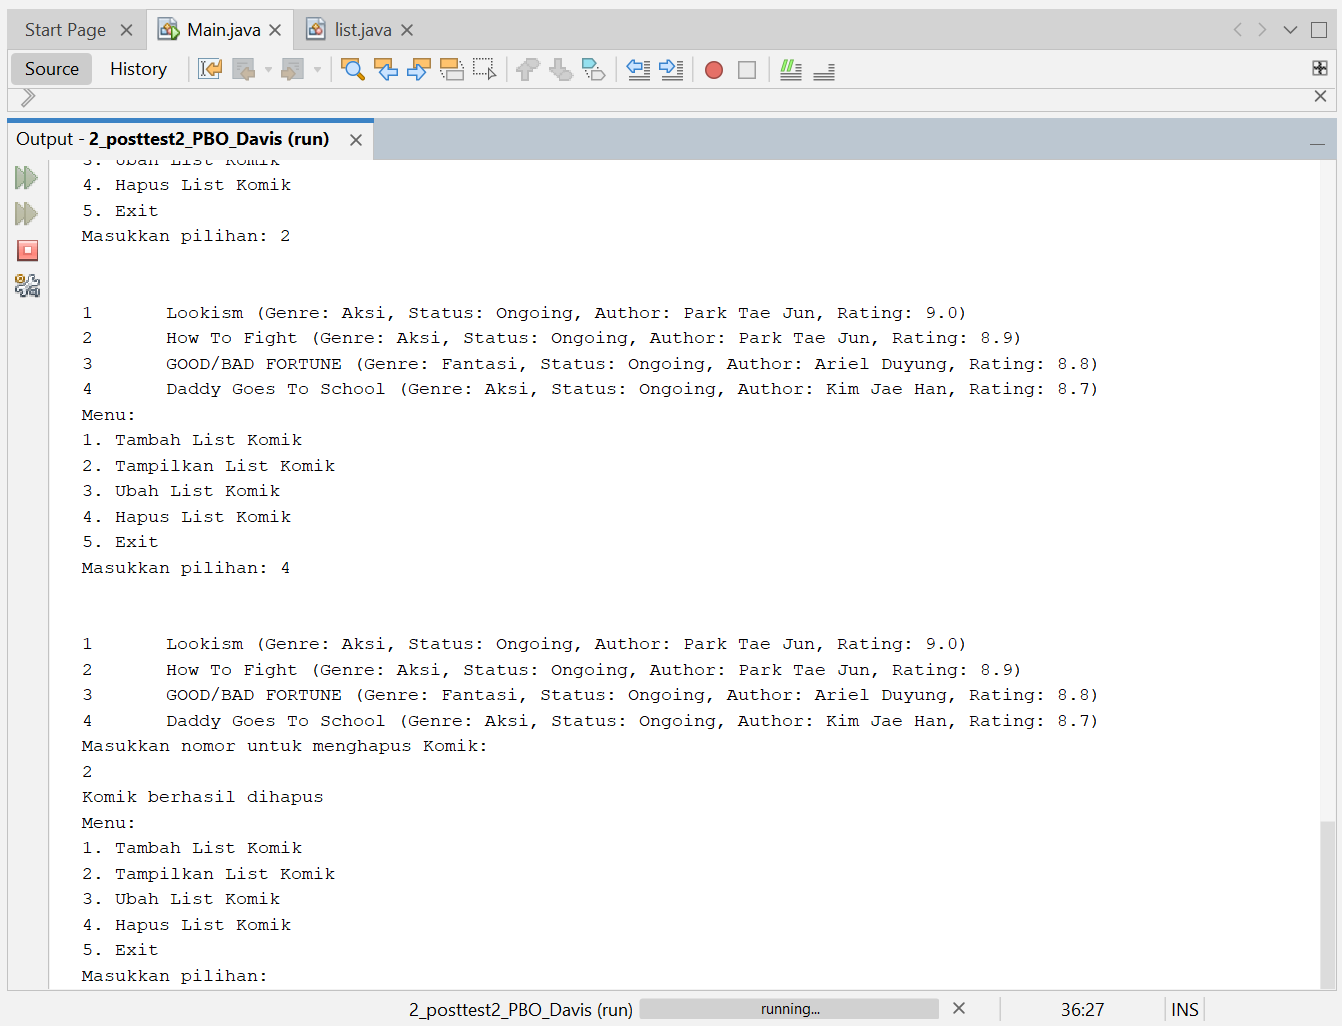 Start Page Main.java list.java
Source History
Output - 2_posttest2_PBO_Davis (run)
3. Ubah List Komik
4. Hapus List Komik
5. Exit
Masukkan pilihan: 2
1 Lookism (Genre: Aksi, Status: Ongoing, Author: Park Tae Jun, Rating: 9.0)
2 How To Fight (Genre: Aksi, Status: Ongoing, Author: Park Tae Jun, Rating: 8.9)
3 GOOD/BAD FORTUNE (Genre: Fantasi, Status: Ongoing, Author: Ariel Duyung, Rating: 8.8)
4 Daddy Goes To School (Genre: Aksi, Status: Ongoing, Author: Kim Jae Han, Rating: 8.7)
Menu:
1. Tambah List Komik
2. Tampilkan List Komik
3. Ubah List Komik
4. Hapus List Komik
5. Exit
Masukkan pilihan: 4
1 Lookism (Genre: Aksi, Status: Ongoing, Author: Park Tae Jun, Rating: 9.0)
2 How To Fight (Genre: Aksi, Status: Ongoing, Author: Park Tae Jun, Rating: 8.9)
3 GOOD/BAD FORTUNE (Genre: Fantasi, Status: Ongoing, Author: Ariel Duyung, Rating: 8.8)
4 Daddy Goes To School (Genre: Aksi, Status: Ongoing, Author: Kim Jae Han, Rating: 8.7)
Masukkan nomor untuk menghapus Komik:
2
Komik berhasil dihapus
Menu:
1. Tambah List Komik
2. Tampilkan List Komik
3. Ubah List Komik
4. Hapus List Komik
5. Exit
Masukkan pilihan:
2_posttest2_PBO_Davis (run) running... 36:27 INS